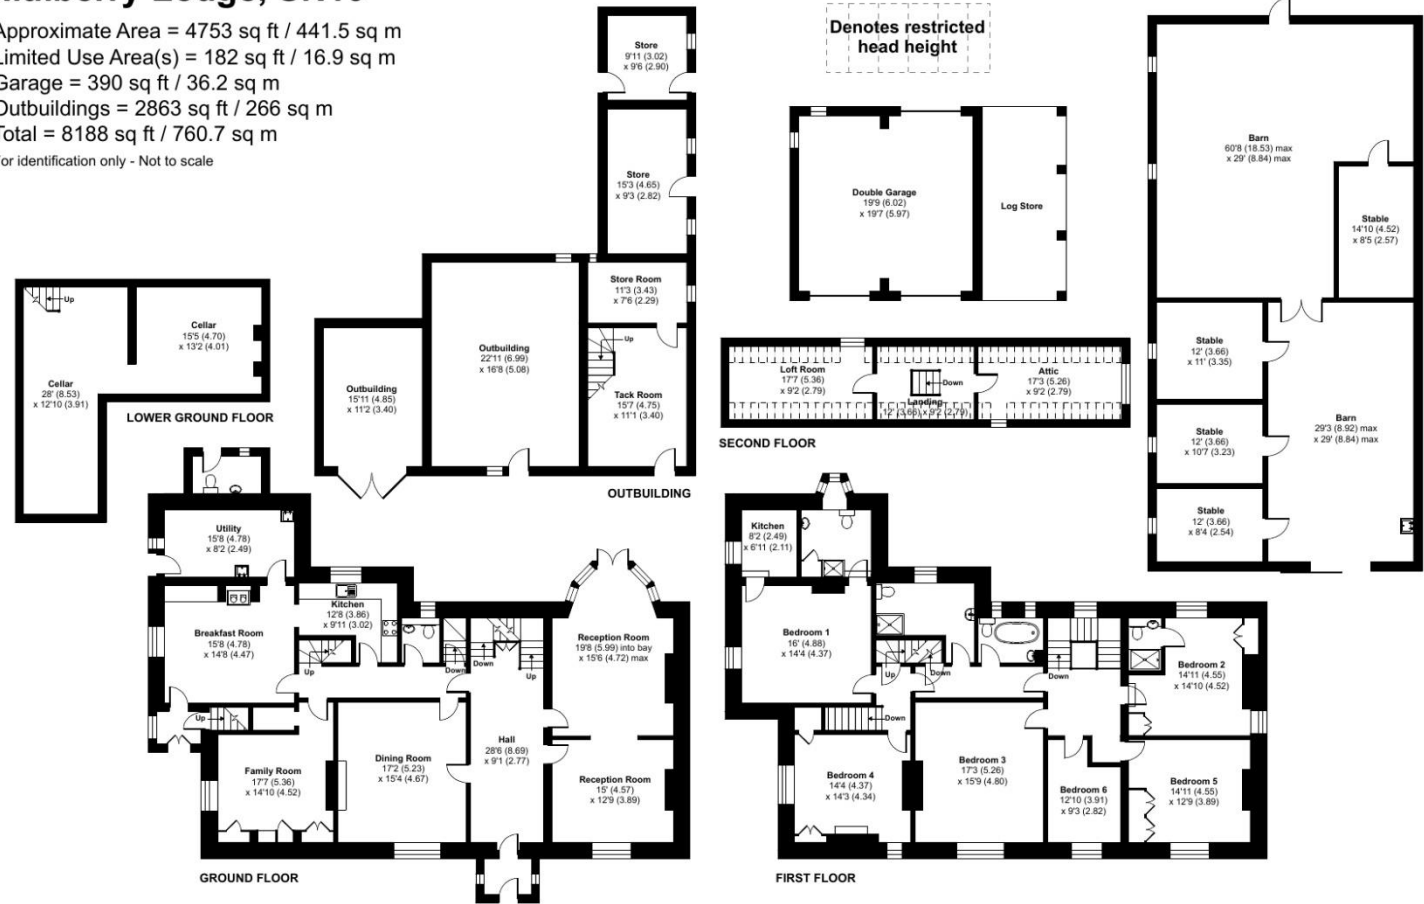 Approximate Area = 4753 sq ft / 441.5 sq m
Limited Use Area(s) = 182 sq ft / 16.9 sq m
Garage = 390 sq ft / 36.2 sq m
Outbuildings = 2863 sq ft / 266 sq m
Total = 8188 sq ft / 760.7 sq m
For identification only - Not to scale
Denotes restricted
head height
Store
9'11 (3.02)
x 9'6 (2.90)
Store
15'3 (4.65)
x 9'3 (2.82)
Store Room
11'3 (3.43)
x 7'6 (2.29)
Up
Tack Room
15'7 (4.75)
x 11'1 (3.40)
Outbuilding
22'11 (6.99)
x 16'8 (5.08)
Outbuilding
15'11 (4.85)
x 11'2 (3.40)
OUTBUILDING
Up
Cellar
15'5 (4.70)
x 13'2 (4.01)
Cellar
28' (8.53)
x 12'10 (3.91)
LOWER GROUND FLOOR
Double Garage
19'9 (6.02)
x 19'7 (5.97)
Log Store
Loft Room
17'7 (5.36)
x 9'2 (2.79)
Down
Landing
12' (3.66) x 9'2 (2.79)
Attic
17'3 (5.26)
x 9'2 (2.79)
SECOND FLOOR
Barn
60'8 (18.53) max
x 29' (8.84) max
Stable
14'10 (4.52)
x 8'5 (2.57)
Stable
12' (3.66)
x 11' (3.35)
Stable
12' (3.66)
x 10'7 (3.23)
Stable
12' (3.66)
x 8'4 (2.54)
Barn
29'3 (8.92) max
x 29' (8.84) max
Utility
15'8 (4.78)
x 8'2 (2.49)
Breakfast Room
15'8 (4.78)
x 14'8 (4.47)
Kitchen
12'8 (3.86)
x 9'11 (3.02)
Up
Down
Down
Up
Reception Room
19'8 (5.99) into bay
x 15'6 (4.72) max
Up
Family Room
17'7 (5.36)
x 14'10 (4.52)
Dining Room
17'2 (5.23)
x 15'4 (4.67)
Hall
28'6 (8.69)
x 9'1 (2.77)
Reception Room
15' (4.57)
x 12'9 (3.89)
GROUND FLOOR
Kitchen
8'2 (2.49)
x 6'11 (2.11)
Bedroom 1
16' (4.88)
x 14'4 (4.37)
Up
Down
Down
Down
Bedroom 2
14'11 (4.55)
x 14'10 (4.52)
Bedroom 4
14'4 (4.37)
x 14'3 (4.34)
Bedroom 3
17'3 (5.26)
x 15'9 (4.80)
Bedroom 6
12'10 (3.91)
x 9'3 (2.82)
Bedroom 5
14'11 (4.55)
x 12'9 (3.89)
FIRST FLOOR